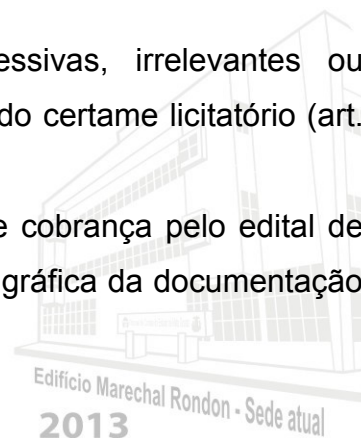 essivas, irrelevantes ou
do certame licitatório (art.
e cobrança pelo edital de
gráfica da documentação
Edifício Marechal Rondon - Sede atual
2013